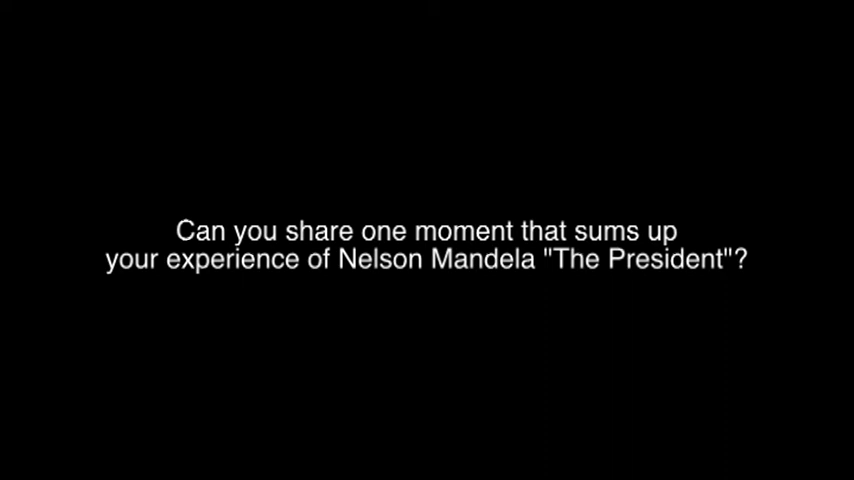 Can you share one moment that sums up
your experience of Nelson Mandela "The President"?